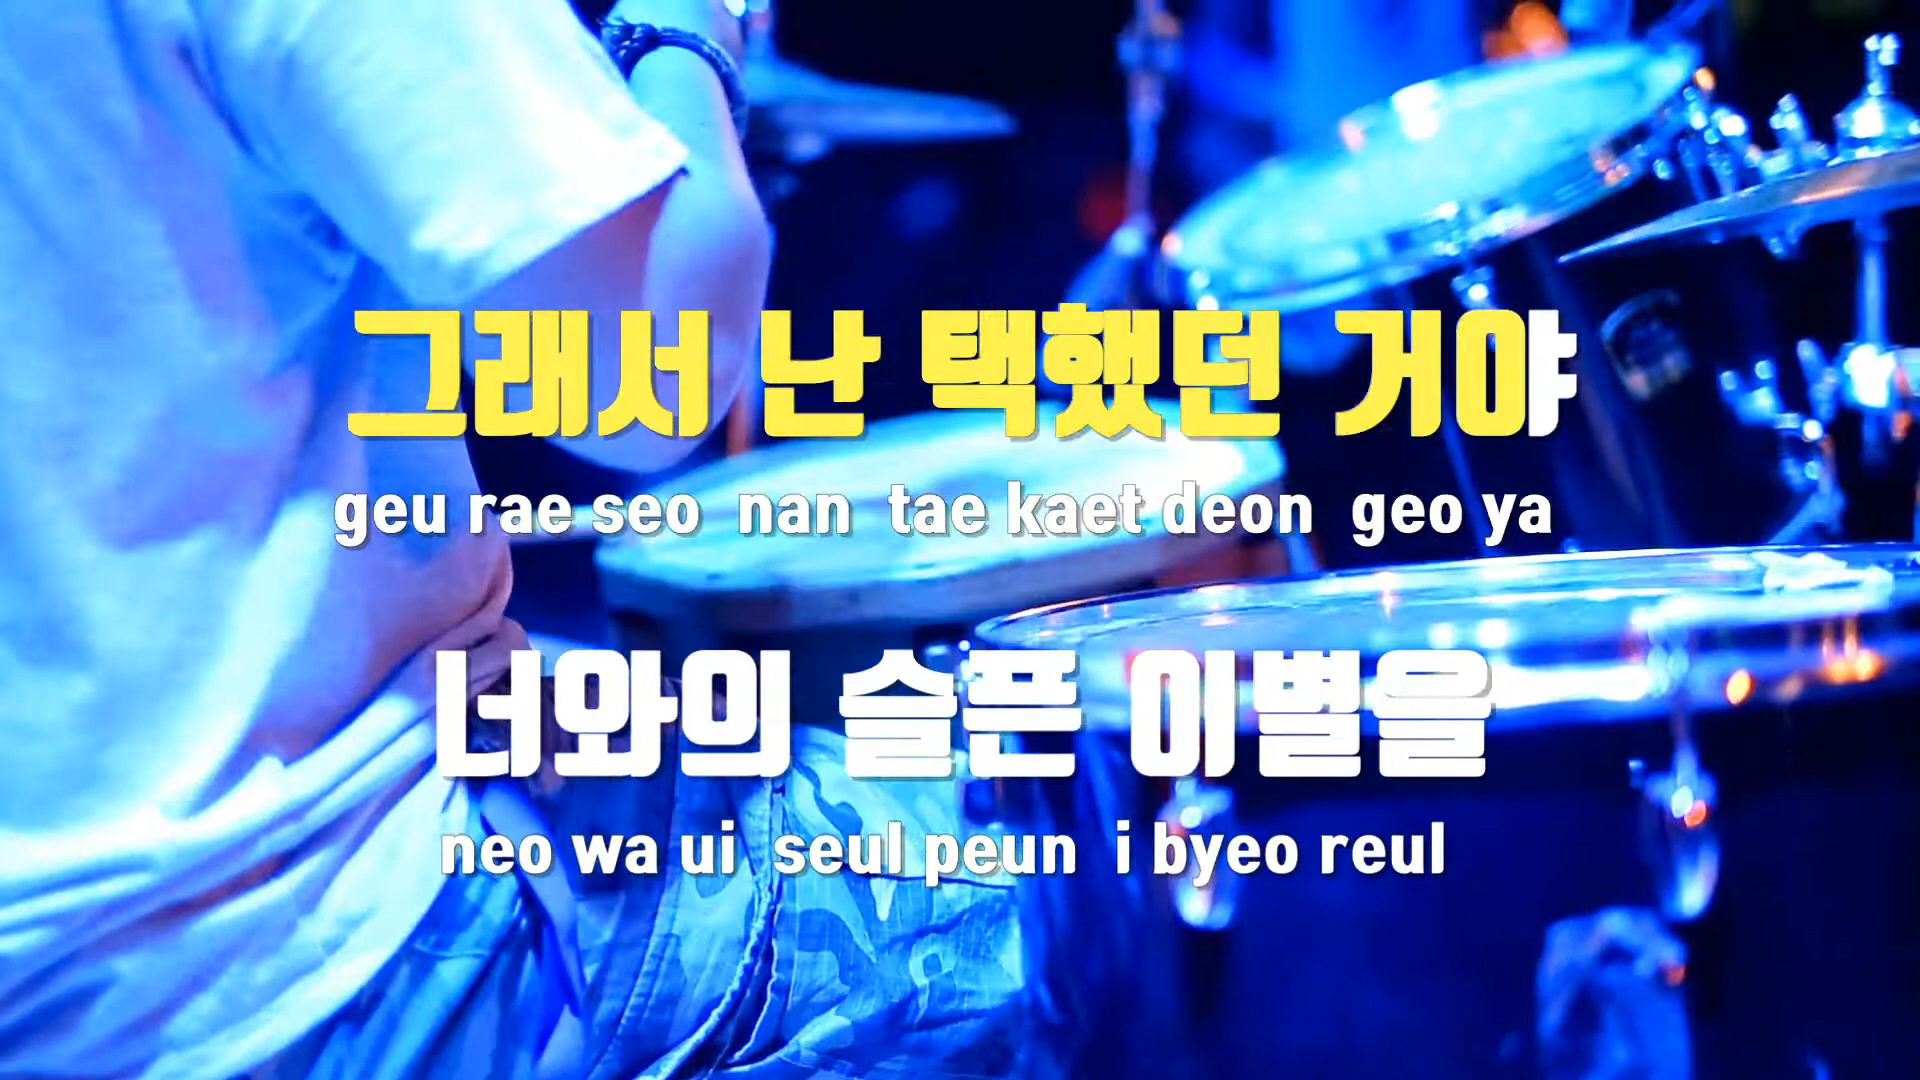 그래서 난 택했던 거야
geu rae seo nan tae kaet deon geo ya
너와의 슬픈 이별을
neo wa ui seul peun i byeo reul